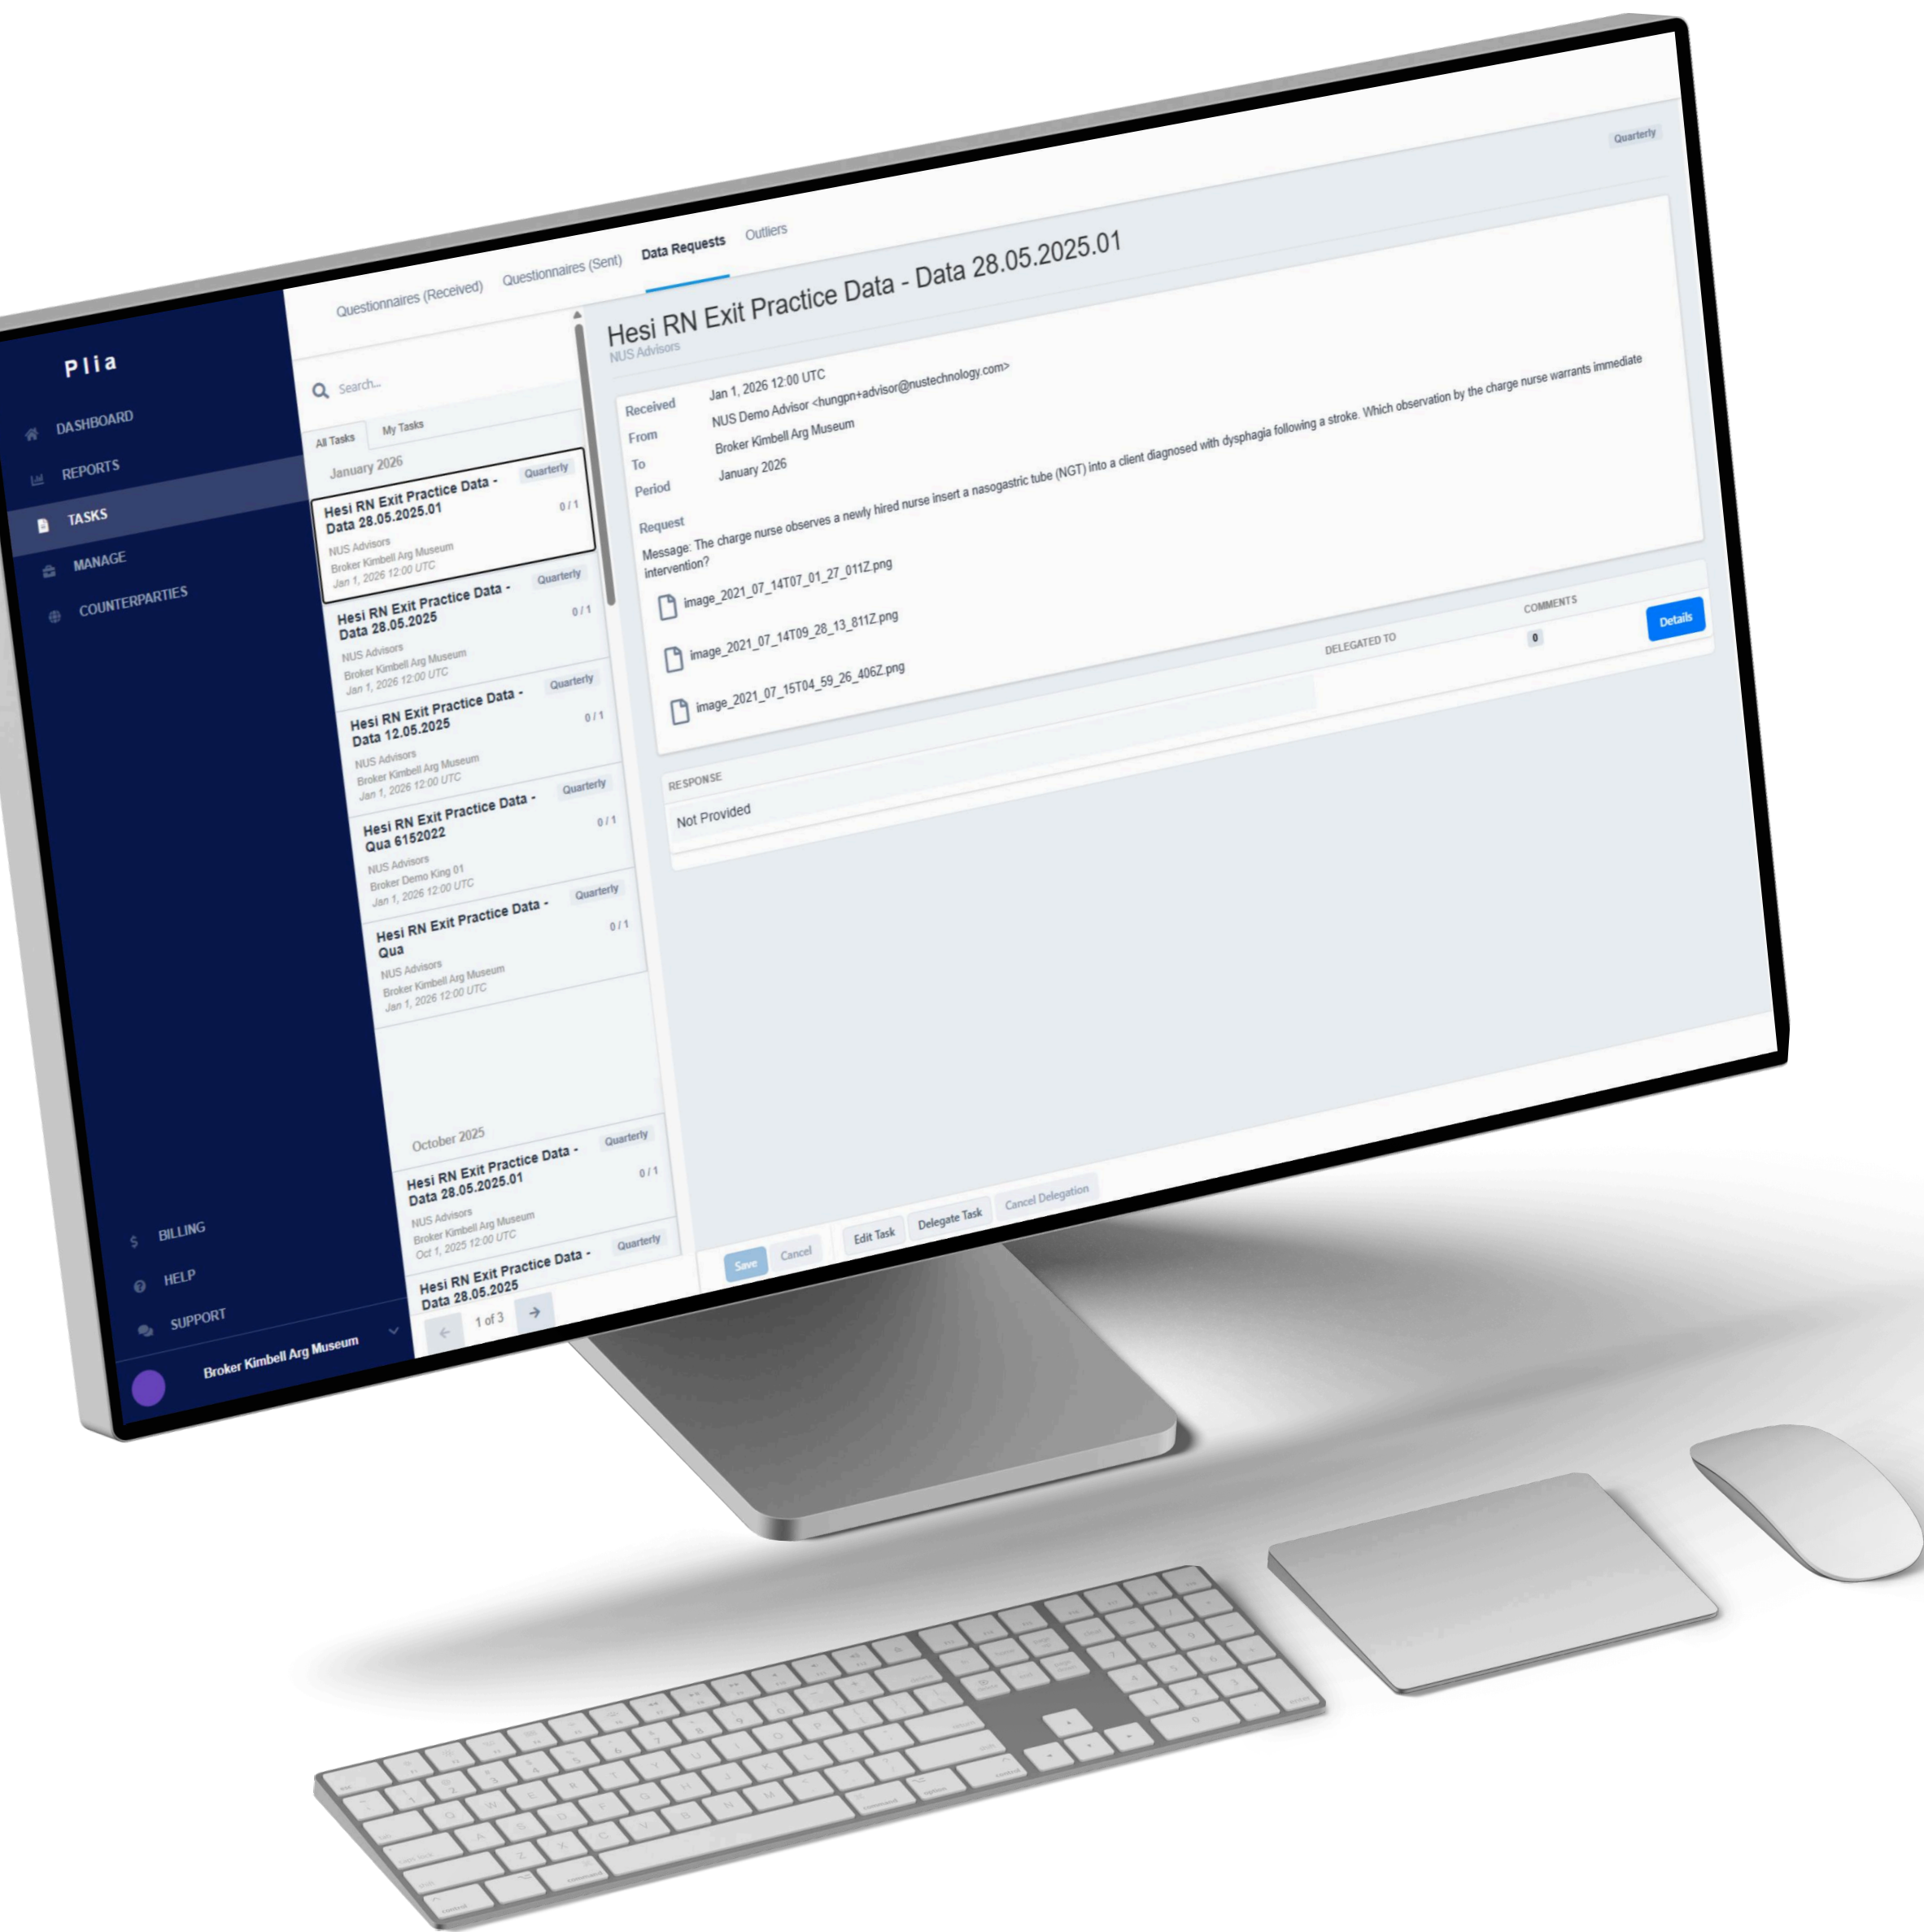 Plia
DASHBOARD
REPORTS
TASKS
MANAGE
COUNTERPARTIES
BILLING
HELP
SUPPORT
Broker Kimbell Arg Museum
Questionnaires (Received)
Questionnaires (Sent)
Data Requests
Outliers
Search...
All Tasks
My Tasks
January 2026
Hesi RN Exit Practice Data -
Data 28.05.2025.01
Quarterly
0 / 1
NUS Advisors
Broker Kimbell Arg Museum
Jan 1, 2026 12:00 UTC
Hesi RN Exit Practice Data -
Data 28.05.2025
Quarterly
0 / 1
NUS Advisors
Broker Kimbell Arg Museum
Jan 1, 2026 12:00 UTC
Hesi RN Exit Practice Data -
Data 12.05.2025
Quarterly
0 / 1
NUS Advisors
Broker Kimbell Arg Museum
Jan 1, 2026 12:00 UTC
Hesi RN Exit Practice Data -
Qua 6152022
Quarterly
0 / 1
NUS Advisors
Broker Demo King 01
Jan 1, 2026 12:00 UTC
Hesi RN Exit Practice Data -
Qua
Quarterly
0 / 1
NUS Advisors
Broker Kimbell Arg Museum
Jan 1, 2026 12:00 UTC
October 2025
Hesi RN Exit Practice Data -
Data 28.05.2025.01
Quarterly
0 / 1
NUS Advisors
Broker Kimbell Arg Museum
Oct 1, 2025 12:00 UTC
Hesi RN Exit Practice Data -
Data 28.05.2025
Quarterly
1 of 3
Hesi RN Exit Practice Data - Data 28.05.2025.01
NUS Advisors
Quarterly
Received Jan 1, 2026 12:00 UTC
From NUS Demo Advisor <hungpn+advisor@nustechnology.com>
To Broker Kimbell Arg Museum
Period January 2026
Request
Message: The charge nurse observes a newly hired nurse insert a nasogastric tube (NGT) into a client diagnosed with dysphagia following a stroke. Which observation by the charge nurse warrants immediate
intervention?
image_2021_07_14T07_01_27_011Z.png
image_2021_07_14T09_28_13_811Z.png
image_2021_07_15T04_59_26_406Z.png
RESPONSE
DELEGATED TO
COMMENTS
Not Provided
0
Details
Save
Cancel
Edit Task
Delegate Task
Cancel Delegation
command
option
control
control
command